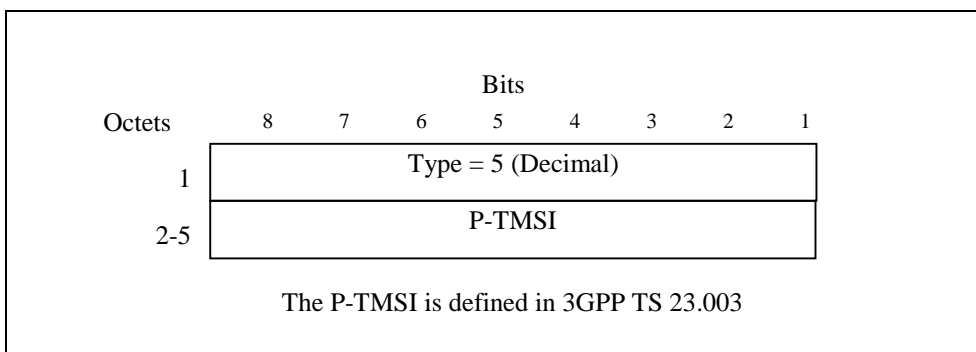 Bits
Octets 8 7 6 5 4 3 2 1
1 Type = 5 (Decimal)
2-5 P-TMSI
The P-TMSI is defined in 3GPP TS 23.003